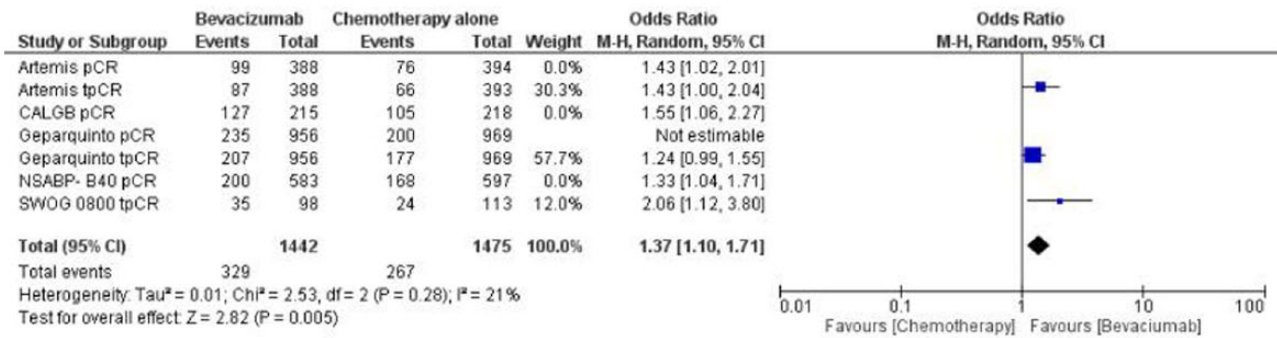 Bevacizumab Chemotherapy alone Odds Ratio Odds Ratio
Study or Subgroup Events Total Events Total Weight M-H, Random, 95% CI M-H, Random, 95% CI
Artemis pCR 99 388 76 394 0.0% 1.43 [1.02, 2.01]
Artemis tpCR 87 388 66 393 30.3% 1.43 [1.00, 2.04]
CALGB pCR 127 215 105 218 0.0% 1.55 [1.06, 2.27]
Geparquinto pCR 235 956 200 969 Not estimable
Geparquinto tpCR 207 956 177 969 57.7% 1.24 [0.99, 1.55]
NSABP- B40 pCR 200 583 168 597 0.0% 1.33 [1.04, 1.71]
SWOG 0800 tpCR 35 98 24 113 12.0% 2.06 [1.12, 3.80]
Total (95% CI) 1442 1475 100.0% 1.37 [1.10, 1.71]
Total events 329 267
Heterogeneity: Tau² = 0.01; Chi² = 2.53, df = 2 (P = 0.28); I² = 21%
Test for overall effect: Z = 2.82 (P = 0.005)
0.01 0.1 1 10 100
Favours [Chemotherapy] Favours [Bevaciumab]